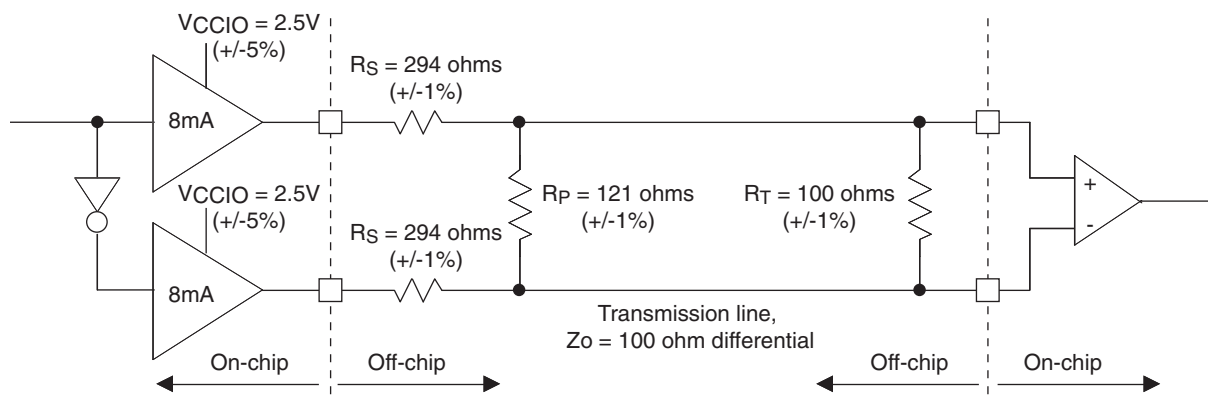 VCCIO = 2.5V
(+/-5%)
8mA
RS = 294 ohms
(+/-1%)
VCCIO = 2.5V
(+/-5%)
8mA
RS = 294 ohms
(+/-1%)
RP = 121 ohms
(+/-1%)
RT = 100 ohms
(+/-1%)
+
-
Transmission line,
Zo = 100 ohm differential
On-chip
Off-chip
Off-chip
On-chip